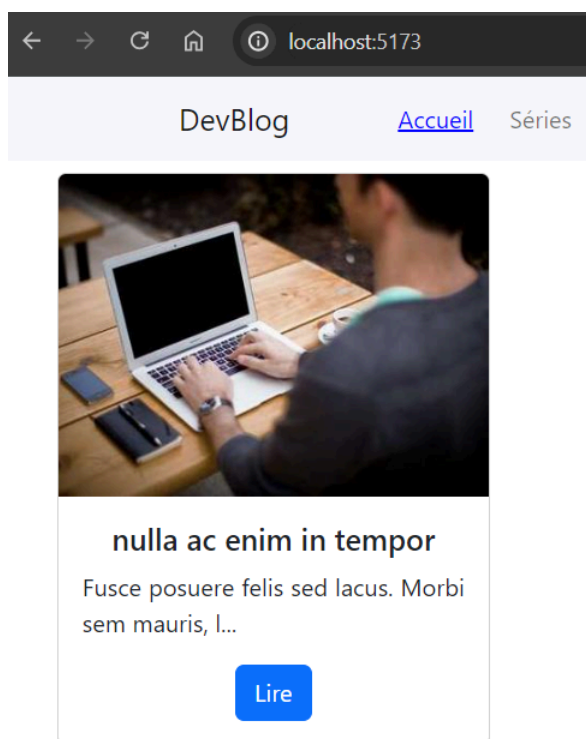 localhost:5173
DevBlog Accueil Séries
nulla ac enim in tempor
Fusce posuere felis sed lacus. Morbi
sem mauris, l...
Lire